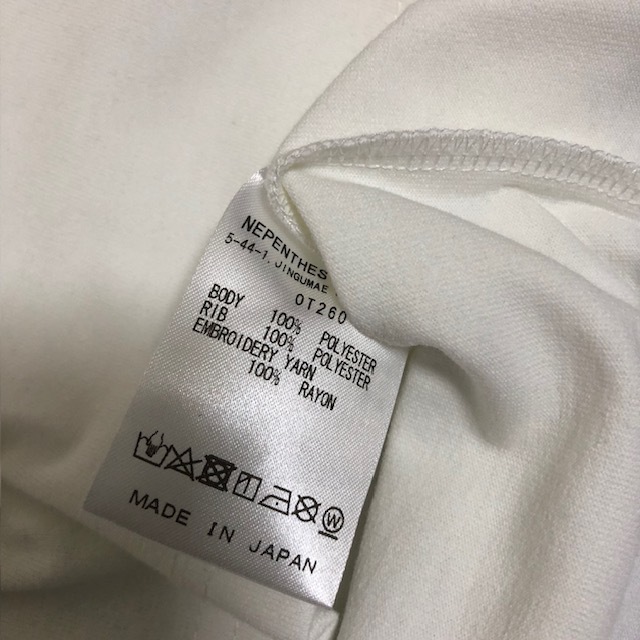 NEPENTHES
5-44-1, JINGUMAE
OT260
BODY 100% POLYESTER
RIB 100% POLYESTER
EMBROIDERY YARN
100% RAYON
W
MADE IN JAPAN